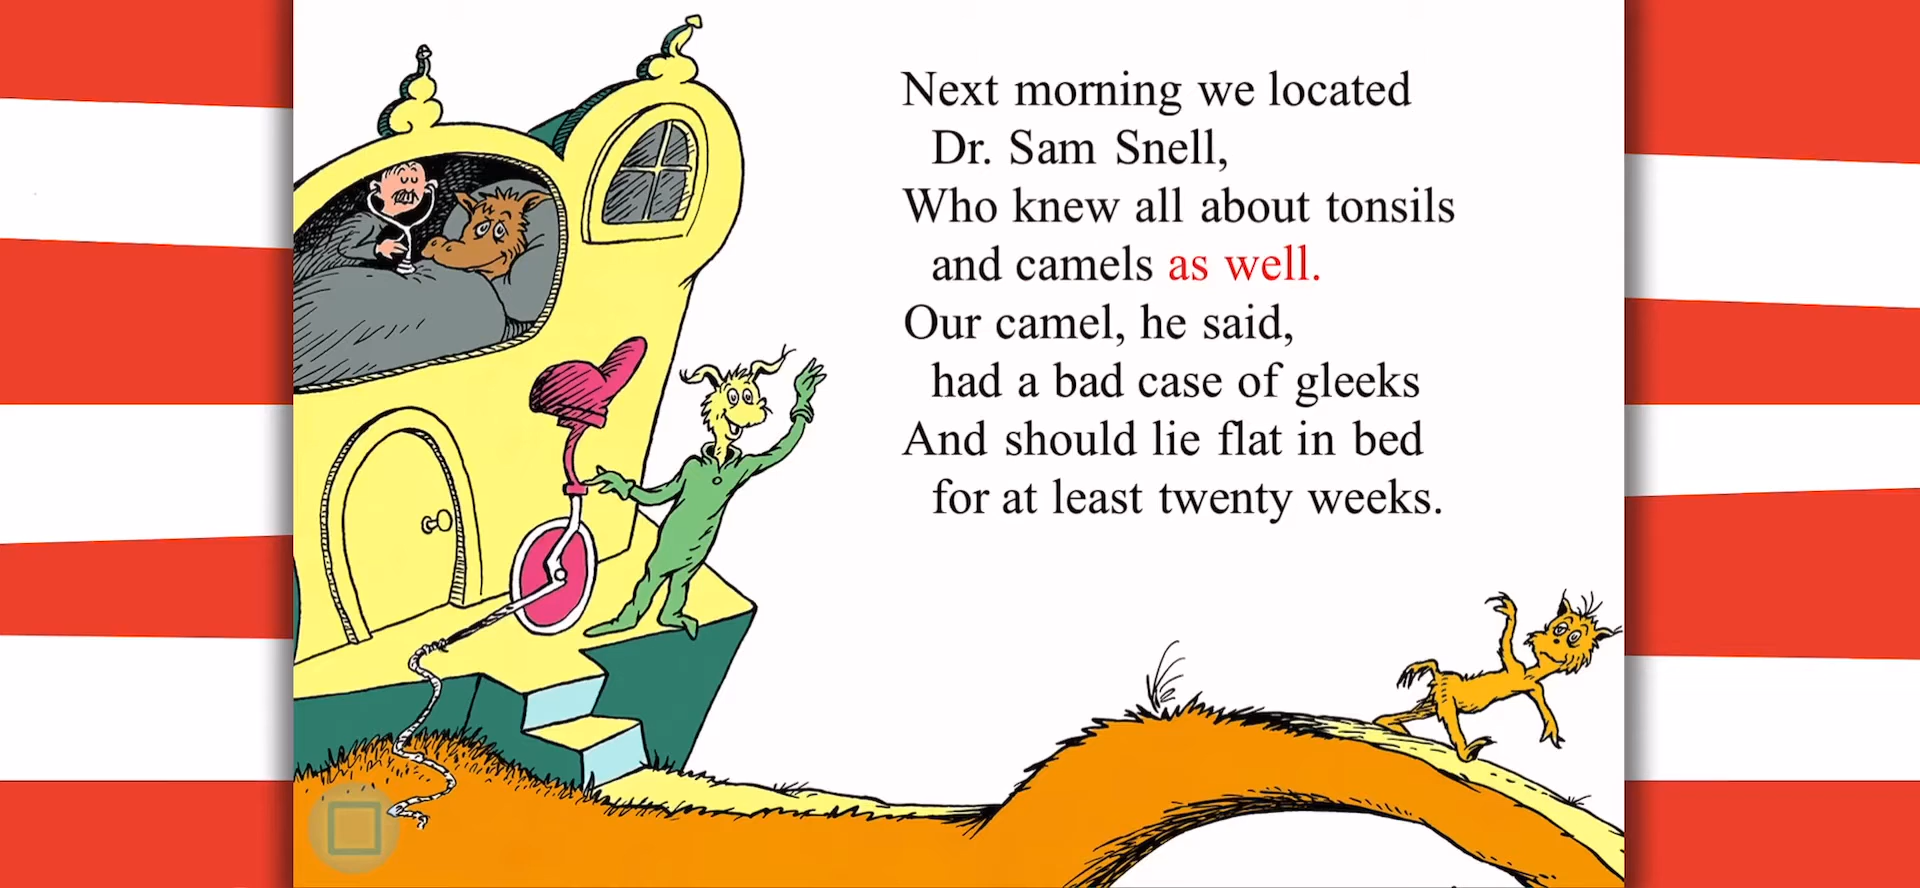 Next morning we located
Dr. Sam Snell,
Who knew all about tonsils
and camels as well.
Our camel, he said,
had a bad case of gleeks
And should lie flat in bed
for at least twenty weeks.